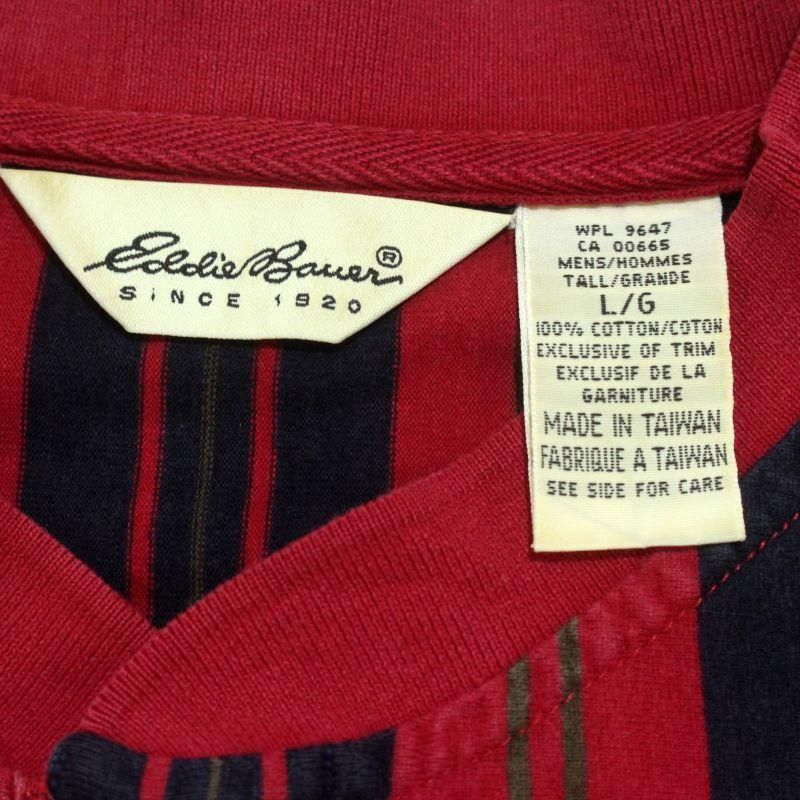 Eddie Bauer®
SINCE 1920
WPL 9647
CA 00665
MENS/HOMMES
TALL/GRANDE
L/G
100% COTTON/COTON
EXCLUSIVE OF TRIM
EXCLUSIF DE LA
GARNITURE
MADE IN TAIWAN
FABRIQUE A TAIWAN
SEE SIDE FOR CARE